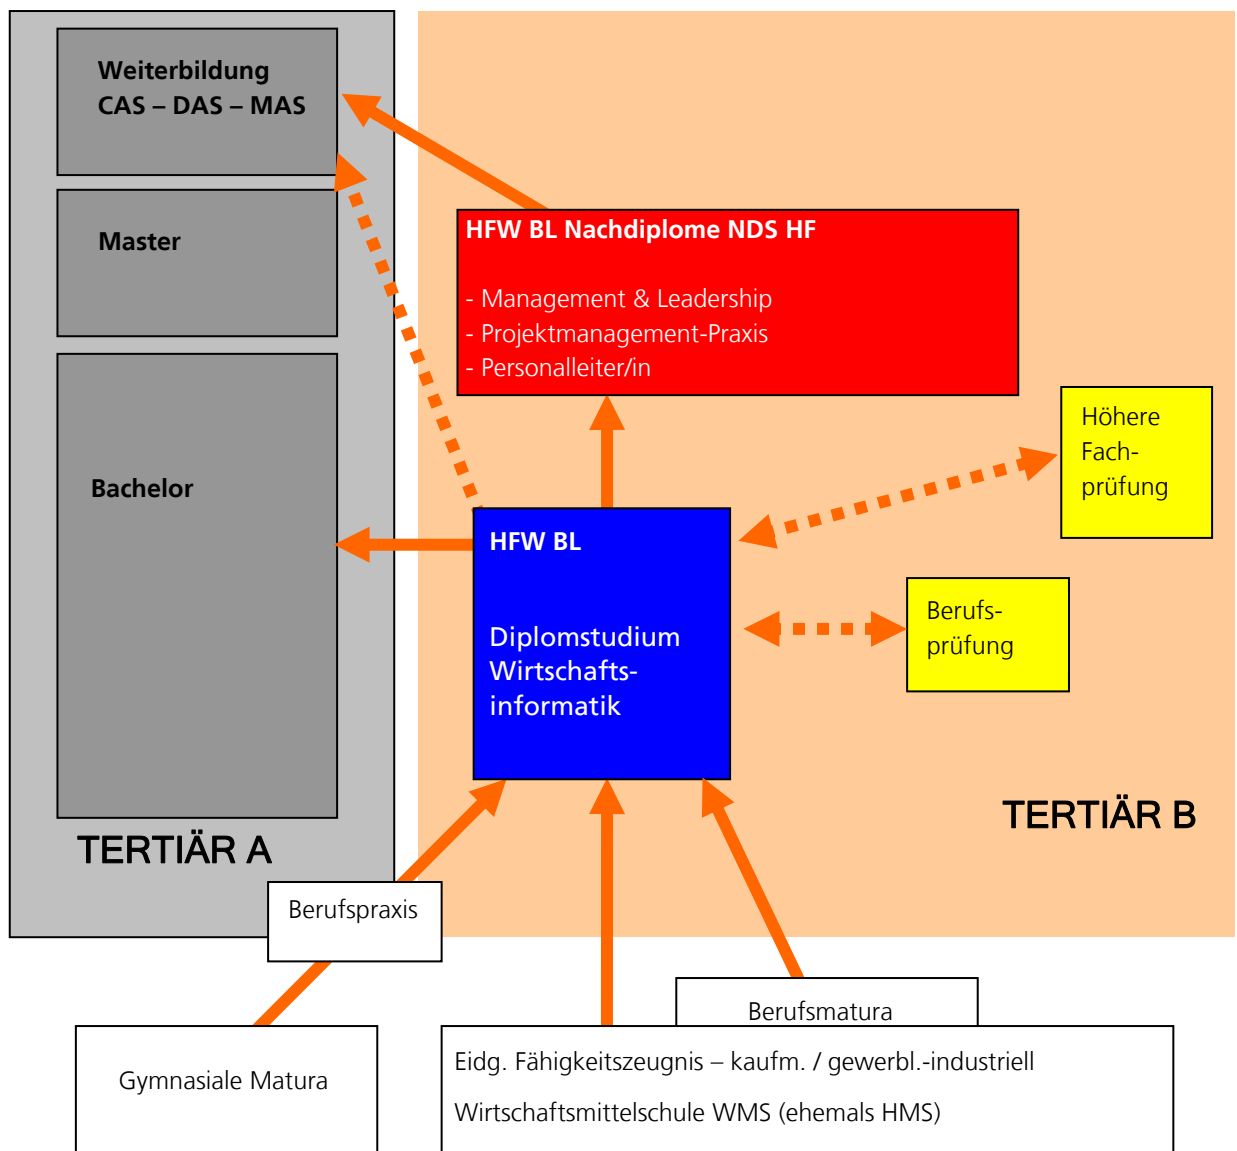 Weiterbildung
CAS – DAS – MAS
Master
Bachelor
TERTIÄR A
HFW BL Nachdiplome NDS HF
- Management & Leadership
- Projektmanagement-Praxis
- Personalleiter/in
Höhere
Fach-
prüfung
HFW BL
Diplomstudium
Wirtschafts-
informatik
Berufs-
prüfung
TERTIÄR B
Berufspraxis
Gymnasiale Matura
Berufsmatura
Eidg. Fähigkeitszeugnis – kaufm. / gewerbl.-industriell
Wirtschaftsmittelschule WMS (ehemals HMS)